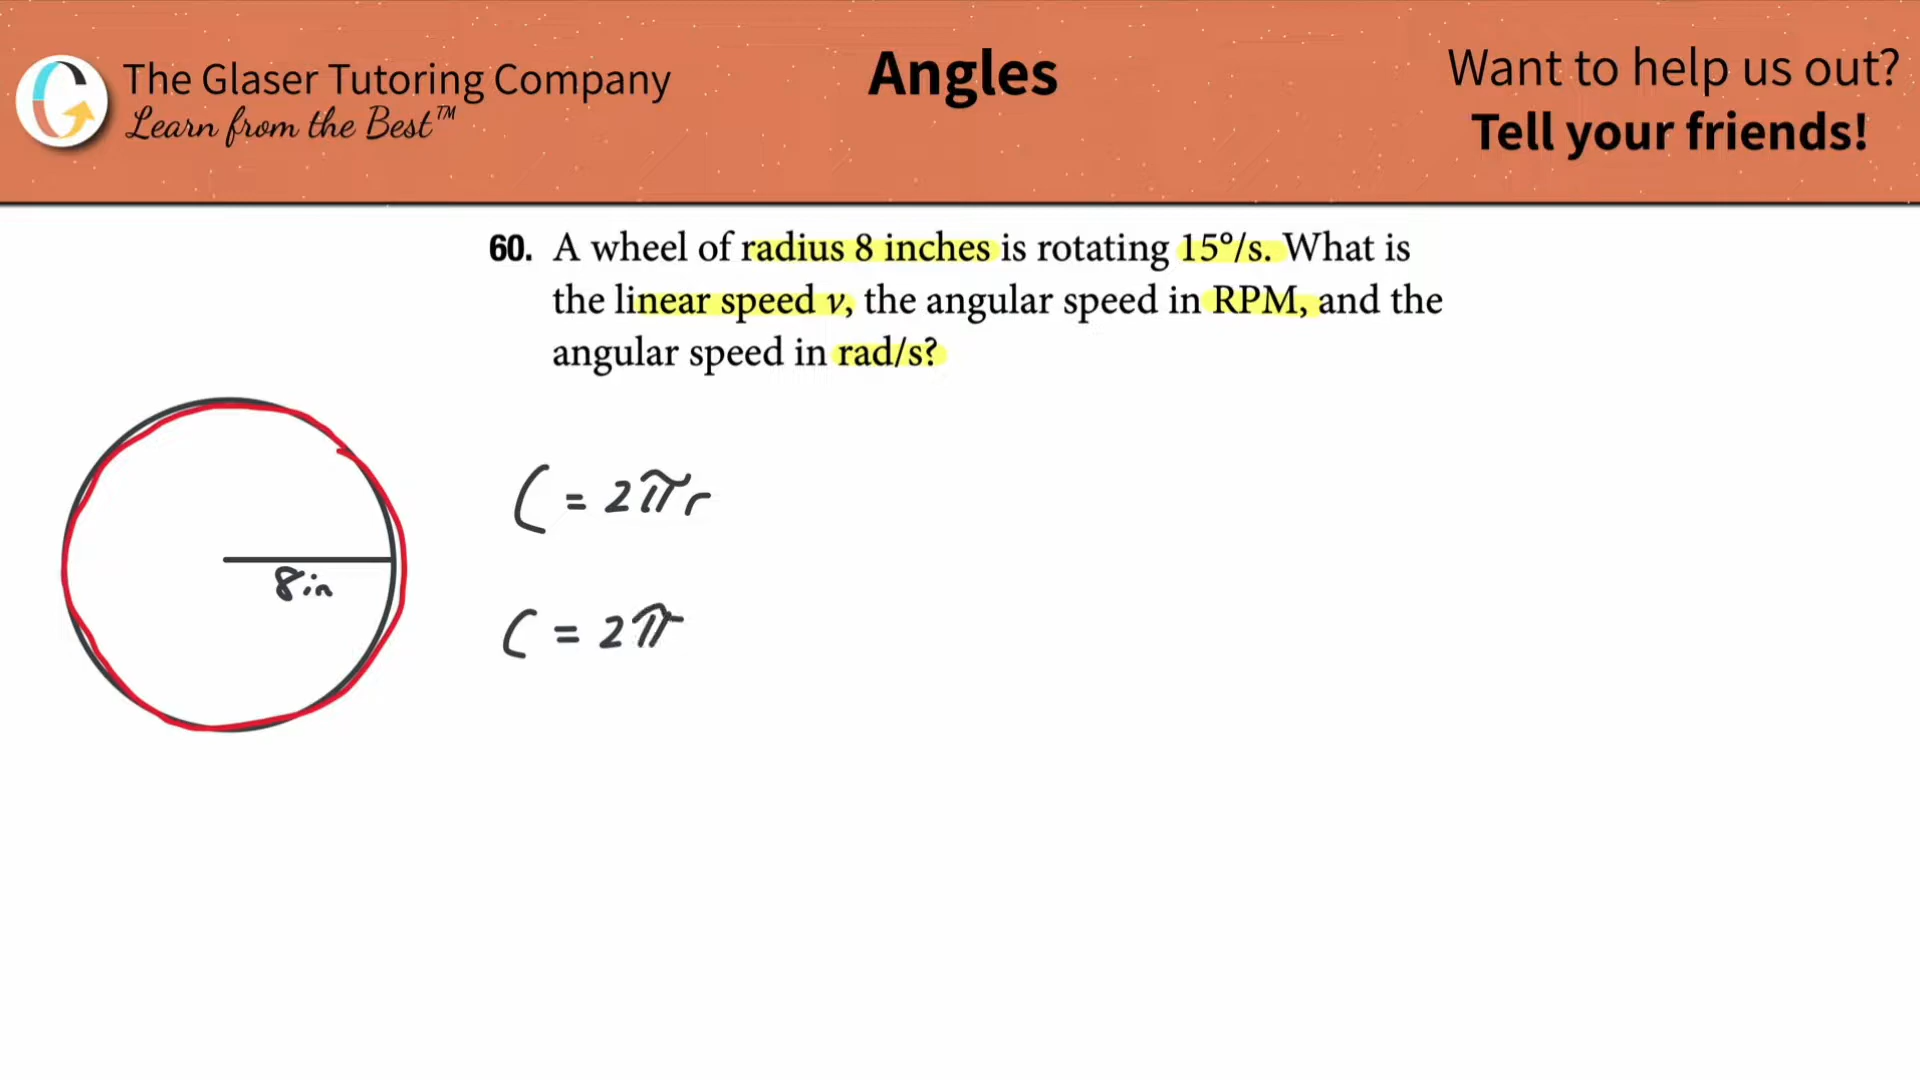 The Glaser Tutoring Company
Learn from the Best™
Angles
Want to help us out?
Tell your friends!
60. A wheel of radius 8 inches is rotating 15°/s. What is
the linear speed v, the angular speed in RPM, and the
angular speed in rad/s?
8in
C = 2πr
C = 2π